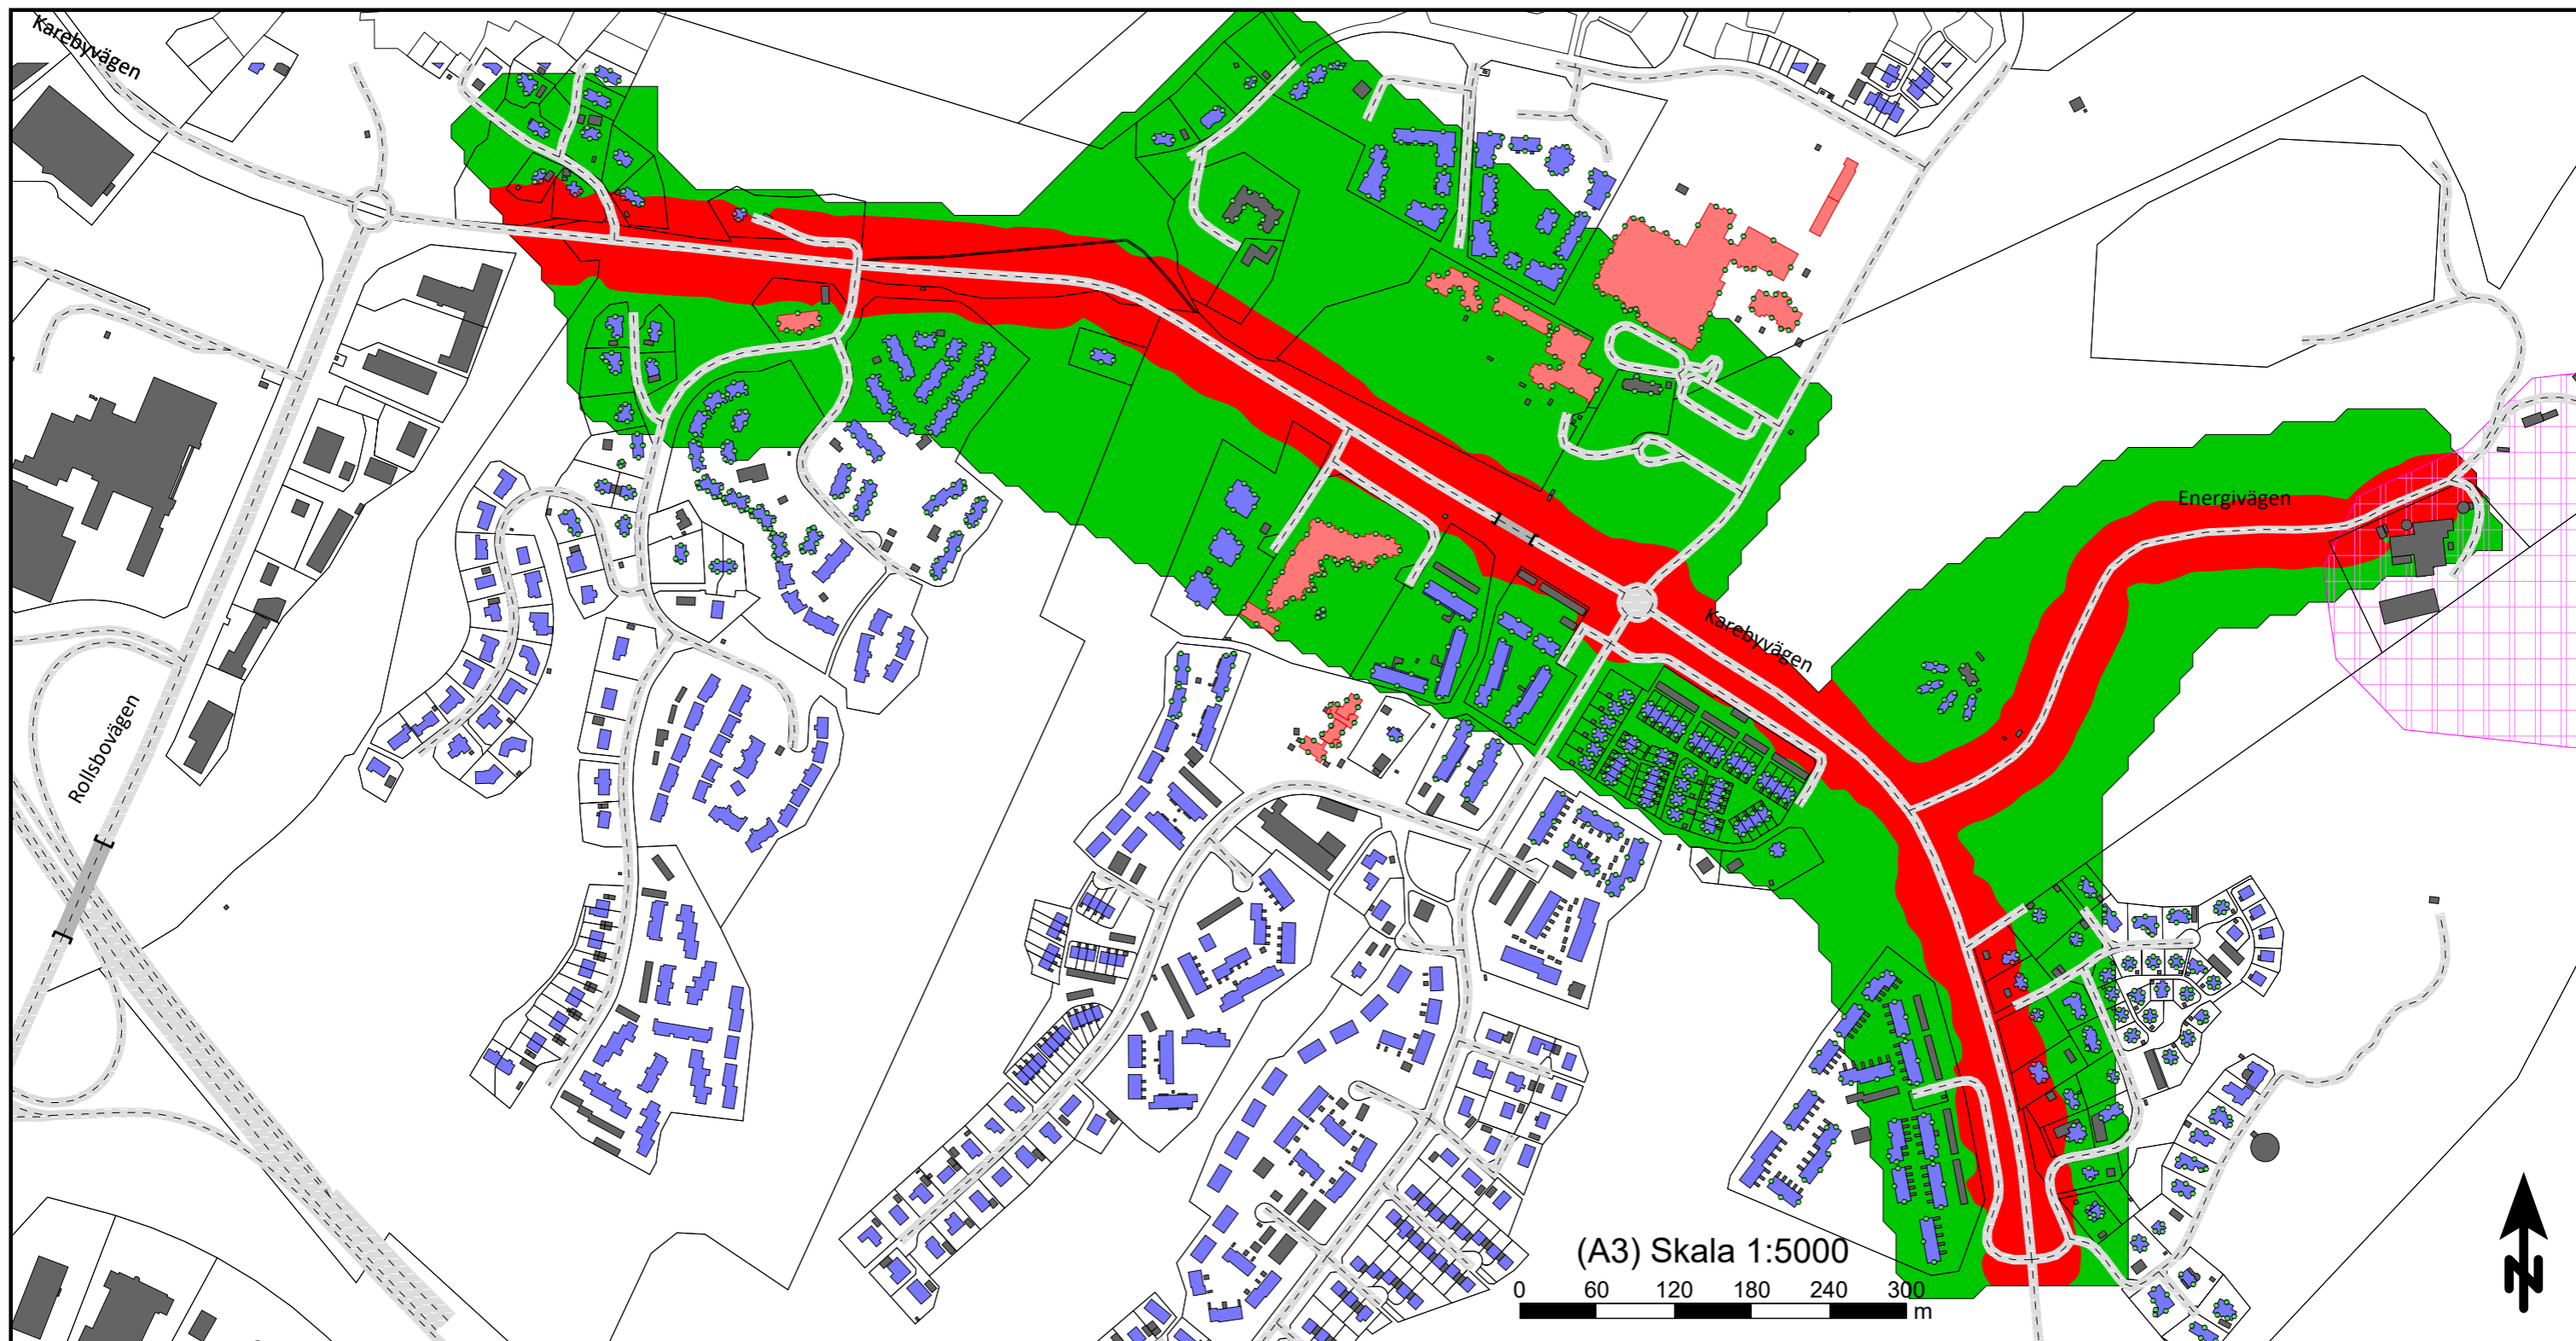 Karebyvägen
Energivägen
Karebyvägen
Rollsbovägen
(A3) Skala 1:5000
0 60 120 180 240 300
m
N